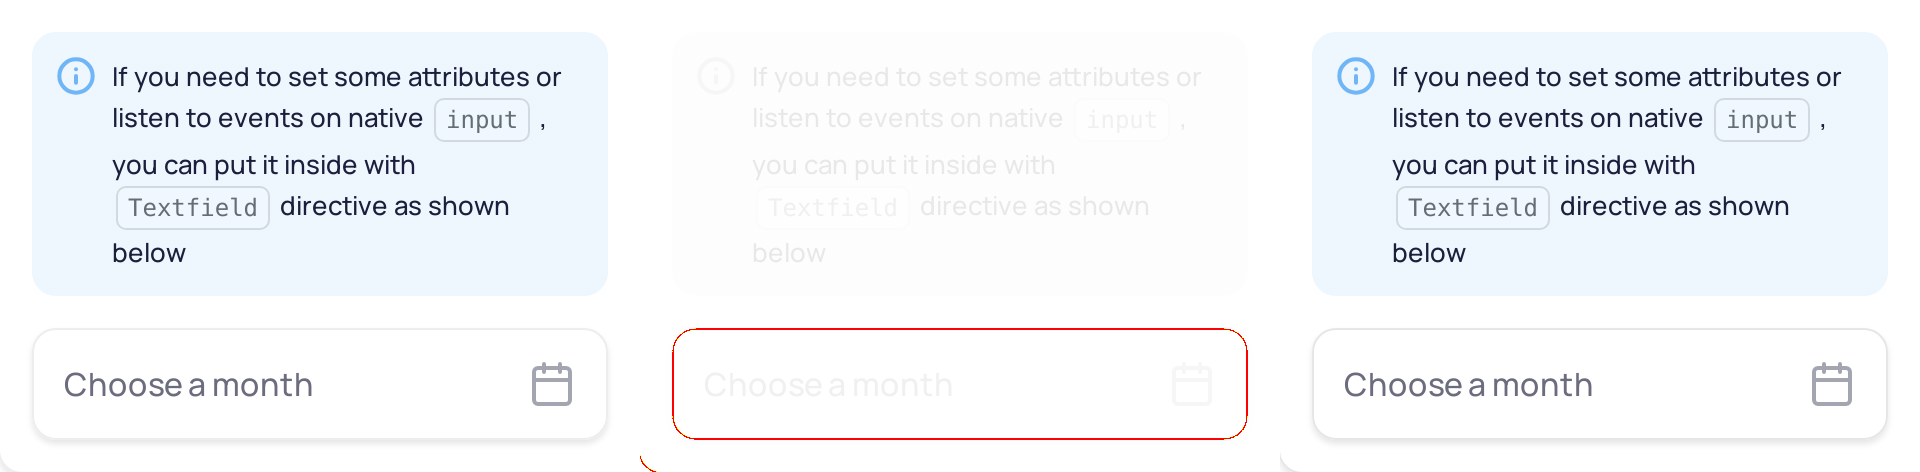 If you need to set some attributes or
listen to events on native input ,
you can put it inside with
Textfield directive as shown
below
Choose a month
If you need to set some attributes or
listen to events on native input ,
you can put it inside with
Textfield directive as shown
below
Choose a month
If you need to set some attributes or
listen to events on native input ,
you can put it inside with
Textfield directive as shown
below
Choose a month